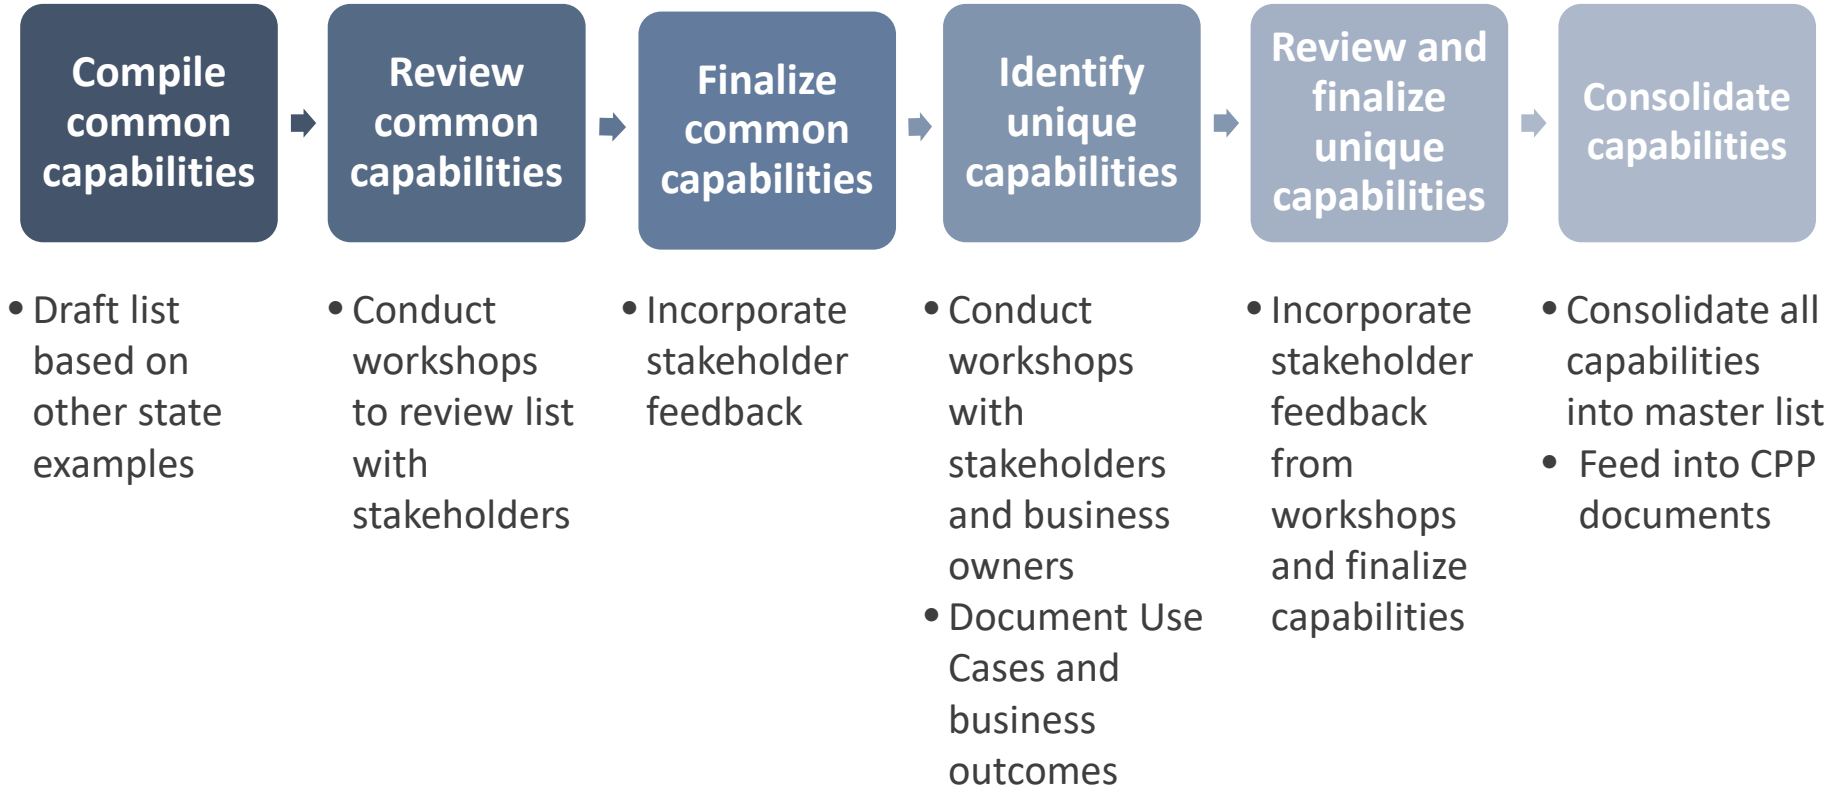 Compile
common
capabilities
Review
common
capabilities
Finalize
common
capabilities
Identify
unique
capabilities
Review and
finalize
unique
capabilities
Consolidate
capabilities
• Draft list
based on
other state
examples
• Conduct
workshops
to review list
with
stakeholders
• Incorporate
stakeholder
feedback
• Conduct
workshops
with
stakeholders
and business
owners
• Document Use
Cases and
business
outcomes
• Incorporate
stakeholder
feedback
from
workshops
and finalize
capabilities
• Consolidate all
capabilities
into master list
• Feed into CPP
documents